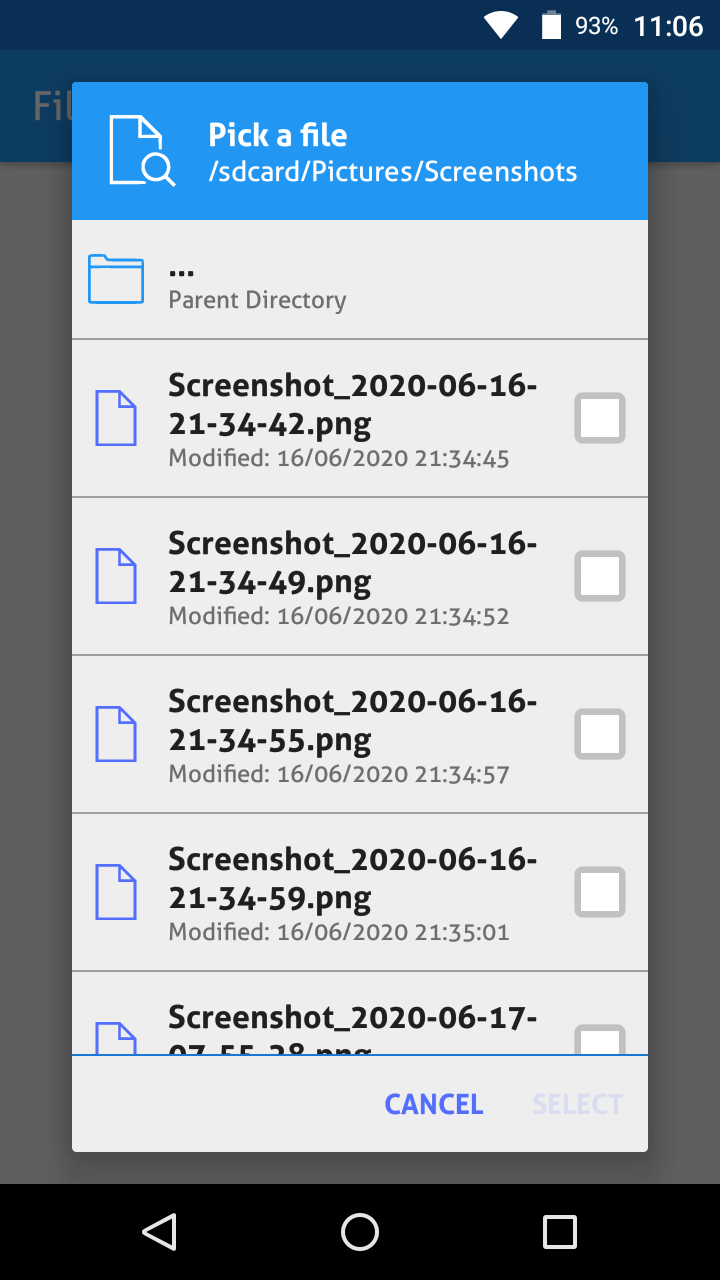 93% 11:06
Fil
Pick a file
/sdcard/Pictures/Screenshots
...
Parent Directory
Screenshot_2020-06-16-
21-34-42.png
Modified: 16/06/2020 21:34:45
Screenshot_2020-06-16-
21-34-49.png
Modified: 16/06/2020 21:34:52
Screenshot_2020-06-16-
21-34-55.png
Modified: 16/06/2020 21:34:57
Screenshot_2020-06-16-
21-34-59.png
Modified: 16/06/2020 21:35:01
Screenshot_2020-06-17-
CANCEL SELECT